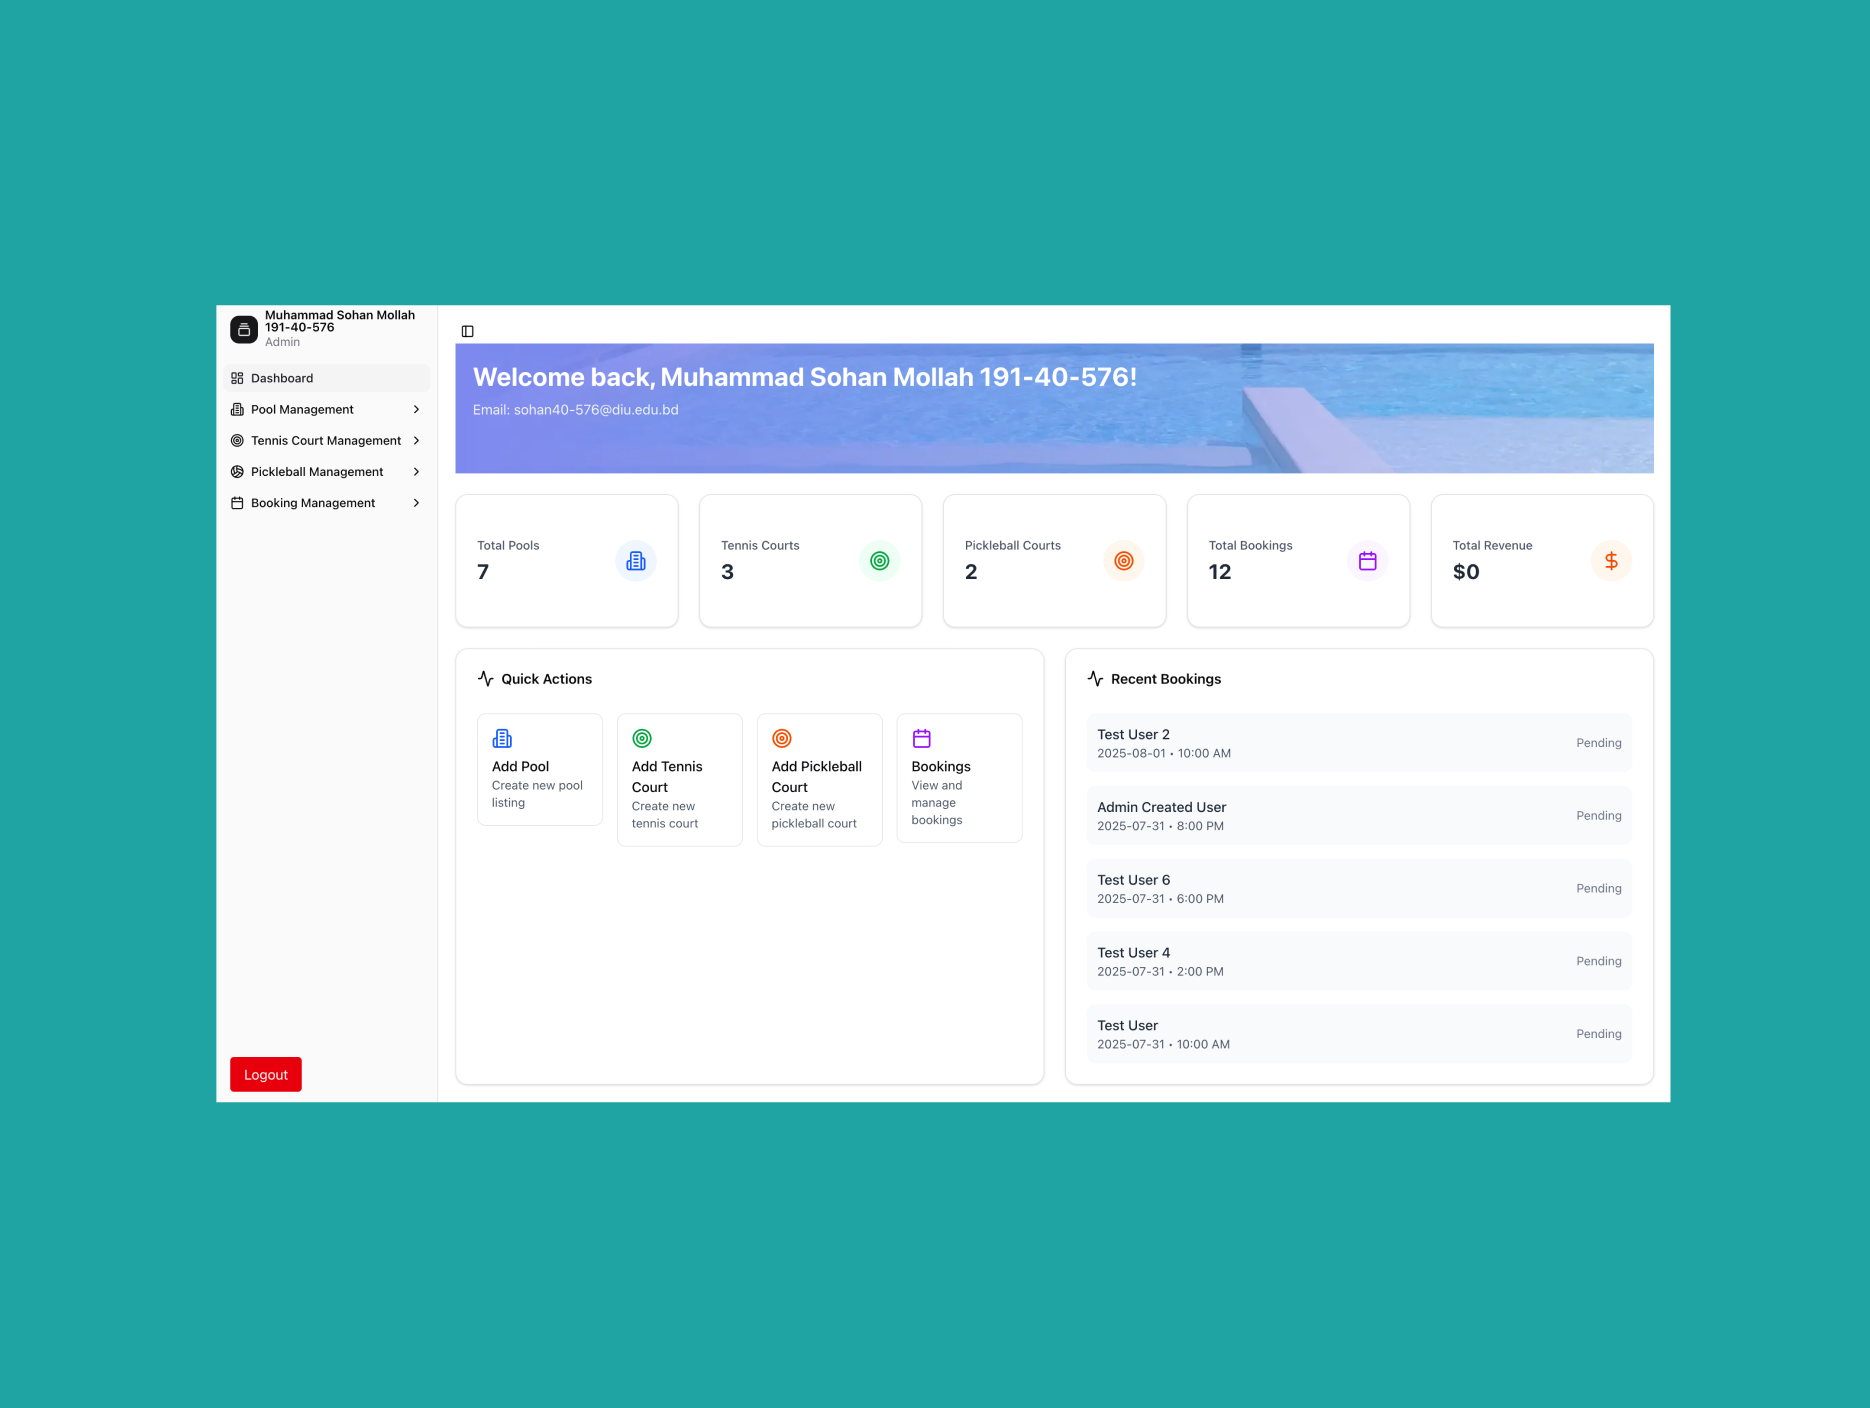 Muhammad Sohan Mollah
191-40-576
Admin
Dashboard
Pool Management
Tennis Court Management
Pickleball Management
Booking Management
Logout
Welcome back, Muhammad Sohan Mollah 191-40-576!
Email: sohan40-576@diu.edu.bd
Total Pools
7
Tennis Courts
3
Pickleball Courts
2
Total Bookings
12
Total Revenue
$0
Quick Actions
Add Pool
Create new pool
listing
Add Tennis
Court
Create new
tennis court
Add Pickleball
Court
Create new
pickleball court
Bookings
View and
manage
bookings
Recent Bookings
Test User 2
2025-08-01 • 10:00 AM
Pending
Admin Created User
2025-07-31 • 8:00 PM
Pending
Test User 6
2025-07-31 • 6:00 PM
Pending
Test User 4
2025-07-31 • 2:00 PM
Pending
Test User
2025-07-31 • 10:00 AM
Pending